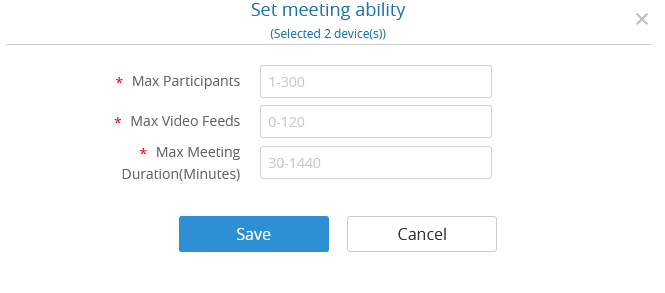 Set meeting ability
(Selected 2 device(s))
* Max Participants
1-300
* Max Video Feeds
0-120
* Max Meeting
Duration(Minutes)
30-1440
Save
Cancel